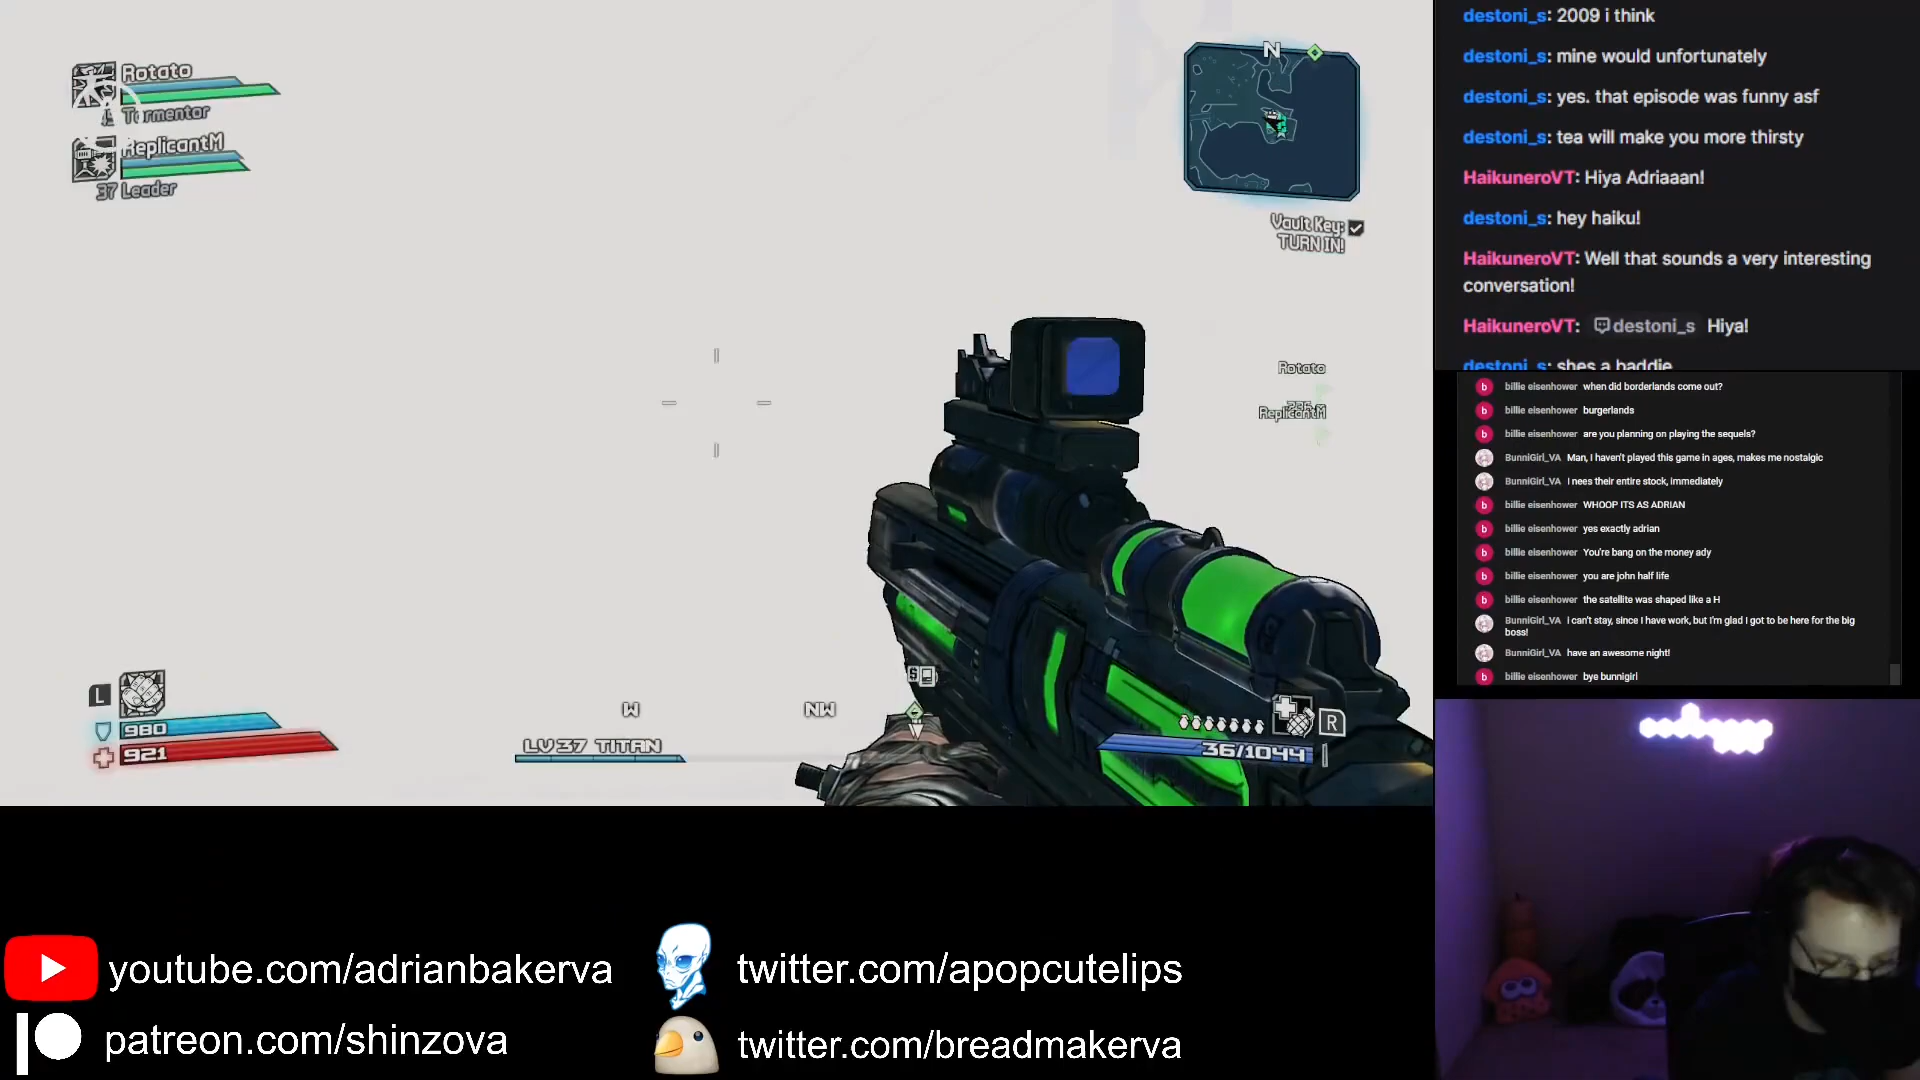 Rotato
Tormentor
ReplicantM
37 Leader
N
Vault Key:
TURN IN!
Rotato
ReplicantM
L
980
921
W
NW
LV37 TITAN
R
36/1044
destoni_s: 2009 i think
destoni_s: mine would unfortunately
destoni_s: yes. that episode was funny asf
destoni_s: tea will make you more thirsty
HaikuneroVT: Hiya Adriaaan!
destoni_s: hey haiku!
HaikuneroVT: Well that sounds a very interesting
conversation!
HaikuneroVT: destoni_s Hiya!
destoni_s: shes a baddie
b billie eisenhower when did borderlands come out?
b billie eisenhower burgerlands
b billie eisenhower are you planning on playing the sequels?
BunniGirl_VA Man, I haven't played this game in ages, makes me nostalgic
BunniGirl_VA I nees their entire stock, immediately
b billie eisenhower WHOOP ITS AS ADRIAN
b billie eisenhower yes exactly adrian
b billie eisenhower You're bang on the money ady
b billie eisenhower you are john half life
b billie eisenhower the satellite was shaped like a H
BunniGirl_VA I can't stay, since I have work, but I'm glad I got to be here for the big
boss!
BunniGirl_VA have an awesome night!
b billie eisenhower bye bunnigirl
youtube.com/adrianbakerva
twitter.com/apopcutelips
patreon.com/shinzova
twitter.com/breadmakerva